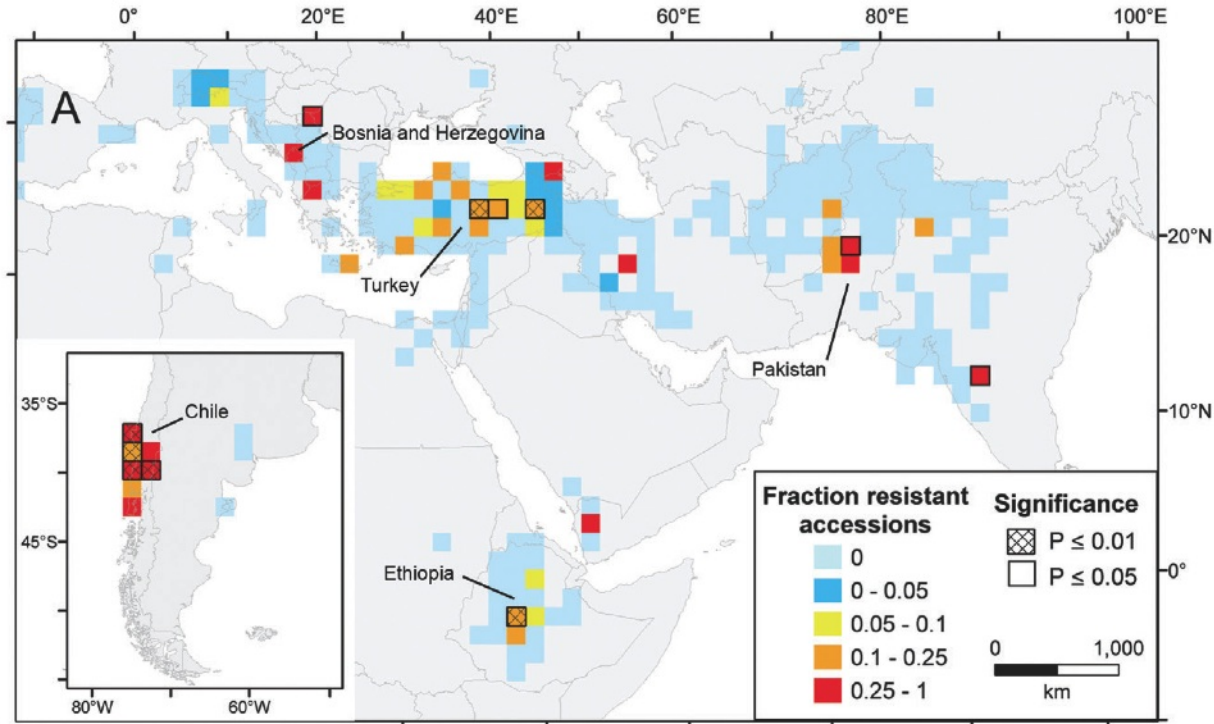 0° 20°E 40°E 60°E 80°E 100°E
A
Bosnia and Herzegovina
20°N
Turkey
Pakistan
10°N
35°S
Chile
45°S
80°W 60°W
Ethiopia
0°
Fraction resistant
accessions
0
0 - 0.05
0.05 - 0.1
0.1 - 0.25
0.25 - 1
Significance
P ≤ 0.01
P ≤ 0.05
0 1,000
km